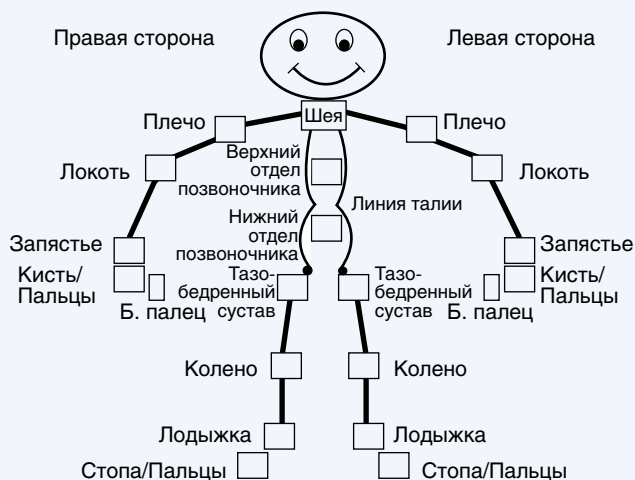 Правая сторона
Левая сторона
Шея
Плечо
Плечо
Верхний
отдел
позвоночника
Локоть
Локоть
Линия талии
Нижний
отдел
позвоночника
Запястье
Запястье
Кисть/
Пальцы
Б. палец
Тазо-
бедренный
сустав
Тазо-
бедренный
сустав
Кисть/
Пальцы
Б. палец
Колено
Колено
Лодыжка
Лодыжка
Стопа/Пальцы
Стопа/Пальцы